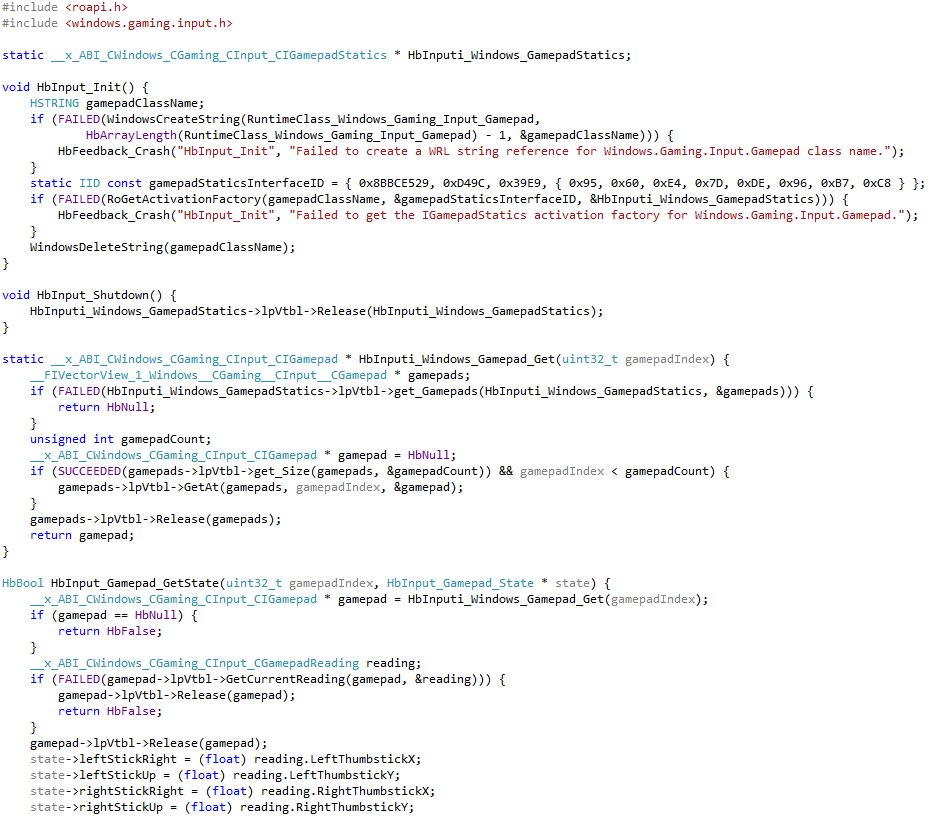 #include <roapi.h>
#include <windows.gaming.input.h>

static __x_ABI_CWindows_CGaming_CInput_CIGamepadStatics * HbInputi_Windows_GamepadStatics;

void HbInput_Init() {
    HSTRING gamepadClassName;
    if (FAILED(WindowsCreateString(RuntimeClass_Windows_Gaming_Input_Gamepad,
            HbArrayLength(RuntimeClass_Windows_Gaming_Input_Gamepad) - 1, &gamepadClassName))) {
        HbFeedback_Crash("HbInput_Init", "Failed to create a WRL string reference for Windows.Gaming.Input.Gamepad class name.");
    }
    static IID const gamepadStaticsInterfaceID = { 0x8BBCE529, 0xD49C, 0x39E9, { 0x95, 0x60, 0xE4, 0x7D, 0xDE, 0x96, 0xB7, 0xC8 } };
    if (FAILED(RoGetActivationFactory(gamepadClassName, &gamepadStaticsInterfaceID, &HbInputi_Windows_GamepadStatics))) {
        HbFeedback_Crash("HbInput_Init", "Failed to get the IGamepadStatics activation factory for Windows.Gaming.Input.Gamepad.");
    }
    WindowsDeleteString(gamepadClassName);
}

void HbInput_Shutdown() {
    HbInputi_Windows_GamepadStatics->lpVtbl->Release(HbInputi_Windows_GamepadStatics);
}

static __x_ABI_CWindows_CGaming_CInput_CIGamepad * HbInputi_Windows_Gamepad_Get(uint32_t gamepadIndex) {
    __FIVectorView_1_Windows__CGaming__CInput__CGamepad * gamepads;
    if (FAILED(HbInputi_Windows_GamepadStatics->lpVtbl->get_Gamepads(HbInputi_Windows_GamepadStatics, &gamepads))) {
        return HbNull;
    }
    unsigned int gamepadCount;
    __x_ABI_CWindows_CGaming_CInput_CIGamepad * gamepad = HbNull;
    if (SUCCEEDED(gamepads->lpVtbl->get_Size(gamepads, &gamepadCount)) && gamepadIndex < gamepadCount) {
        gamepads->lpVtbl->GetAt(gamepads, gamepadIndex, &gamepad);
    }
    gamepads->lpVtbl->Release(gamepads);
    return gamepad;
}

HbBool HbInput_Gamepad_GetState(uint32_t gamepadIndex, HbInput_Gamepad_State * state) {
    __x_ABI_CWindows_CGaming_CInput_CIGamepad * gamepad = HbInputi_Windows_Gamepad_Get(gamepadIndex);
    if (gamepad == HbNull) {
        return HbFalse;
    }
    __x_ABI_CWindows_CGaming_CInput_CGamepadReading reading;
    if (FAILED(gamepad->lpVtbl->GetCurrentReading(gamepad, &reading))) {
        gamepad->lpVtbl->Release(gamepad);
        return HbFalse;
    }
    gamepad->lpVtbl->Release(gamepad);
    state->leftStickRight = (float) reading.LeftThumbstickX;
    state->leftStickUp = (float) reading.LeftThumbstickY;
    state->rightStickRight = (float) reading.RightThumbstickX;
    state->rightStickUp = (float) reading.RightThumbstickY;